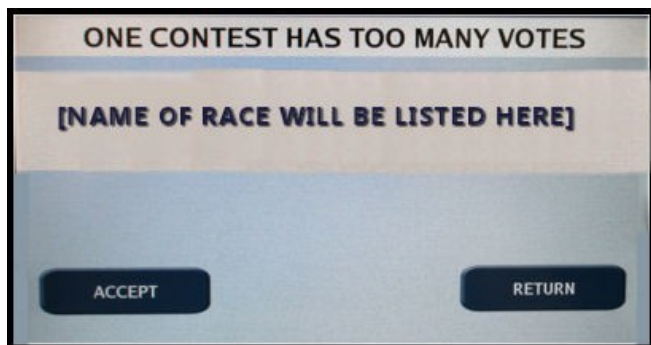 ONE CONTEST HAS TOO MANY VOTES
[NAME OF RACE WILL BE LISTED HERE]
ACCEPT
RETURN